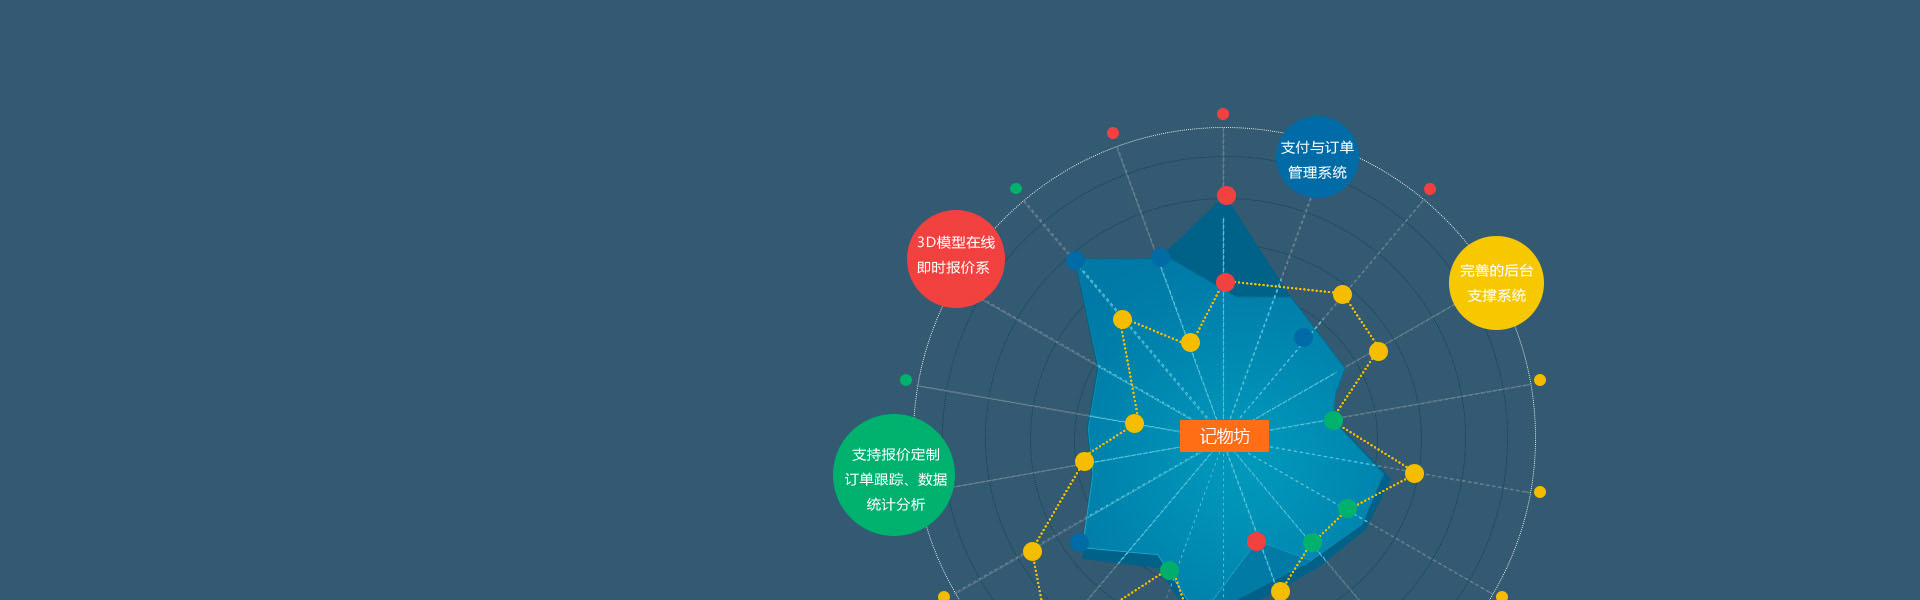 支付与订单
管理系统
3D模型在线
即时报价系
完善的后台
支撑系统
记物坊
支持报价定制
订单跟踪、数据
统计分析